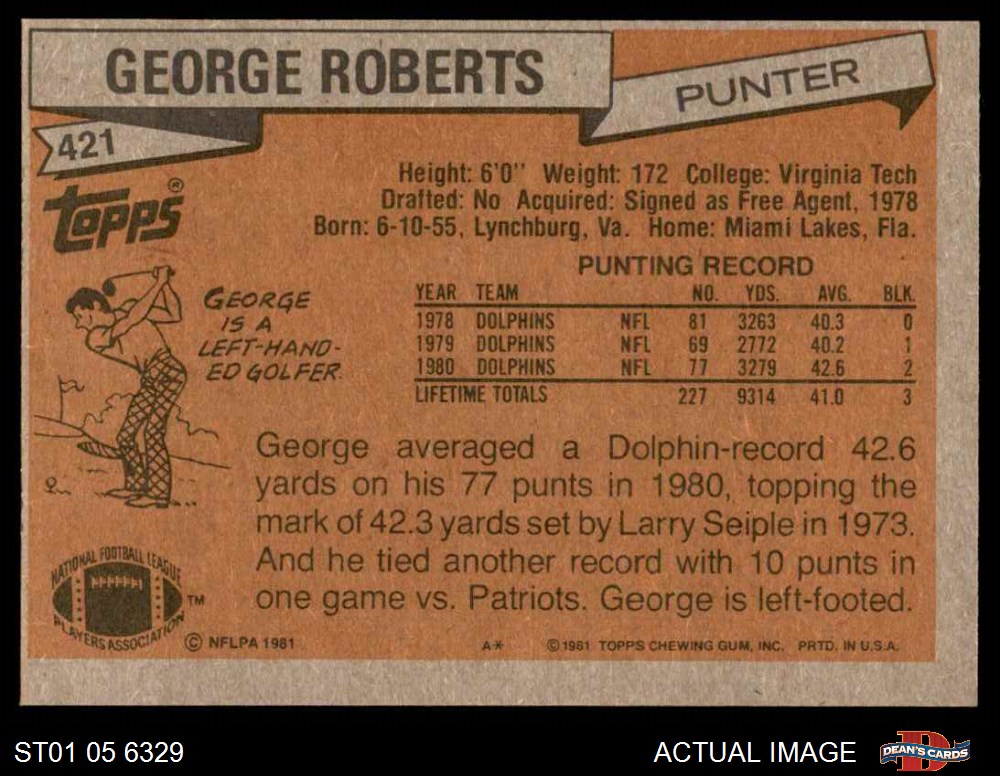 GEORGE ROBERTS
PUNTER
421
TOPPS®
Height: 6'0" Weight: 172 College: Virginia Tech
Drafted: No Acquired: Signed as Free Agent, 1978
Born: 6-10-55, Lynchburg, Va. Home: Miami Lakes, Fla.
GEORGE
IS A
LEFT-HAND-
ED GOLFER.
PUNTING RECORD
YEAR TEAM NO. YDS. AVG. BLK.
1978 DOLPHINS NFL 81 3263 40.3 0
1979 DOLPHINS NFL 69 2772 40.2 1
1980 DOLPHINS NFL 77 3279 42.6 2
LIFETIME TOTALS 227 9314 41.0 3
George averaged a Dolphin-record 42.6
yards on his 77 punts in 1980, topping the
mark of 42.3 yards set by Larry Seiple in 1973.
And he tied another record with 10 punts in
one game vs. Patriots. George is left-footed.
NATIONAL FOOTBALL LEAGUE
PLAYERS ASSOCIATION
TM
© NFLPA 1981
A*
©1981 TOPPS CHEWING GUM, INC. PRTD. IN U.S.A.
ST01 05 6329
ACTUAL IMAGE
D
DEAN'S CARDS